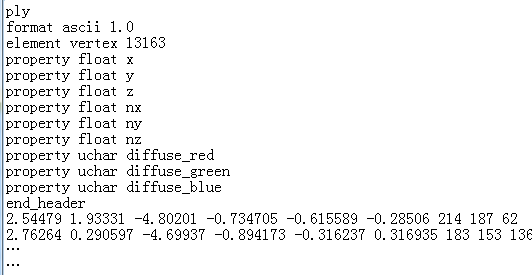 ply
format ascii 1.0
element vertex 13163
property float x
property float y
property float z
property float nx
property float ny
property float nz
property uchar diffuse_red
property uchar diffuse_green
property uchar diffuse_blue
end_header
2.54479 1.93331 -4.80201 -0.734705 -0.615589 -0.28506 214 187 62
2.76264 0.290597 -4.69937 -0.894173 -0.316237 0.316935 183 153 136
...
...